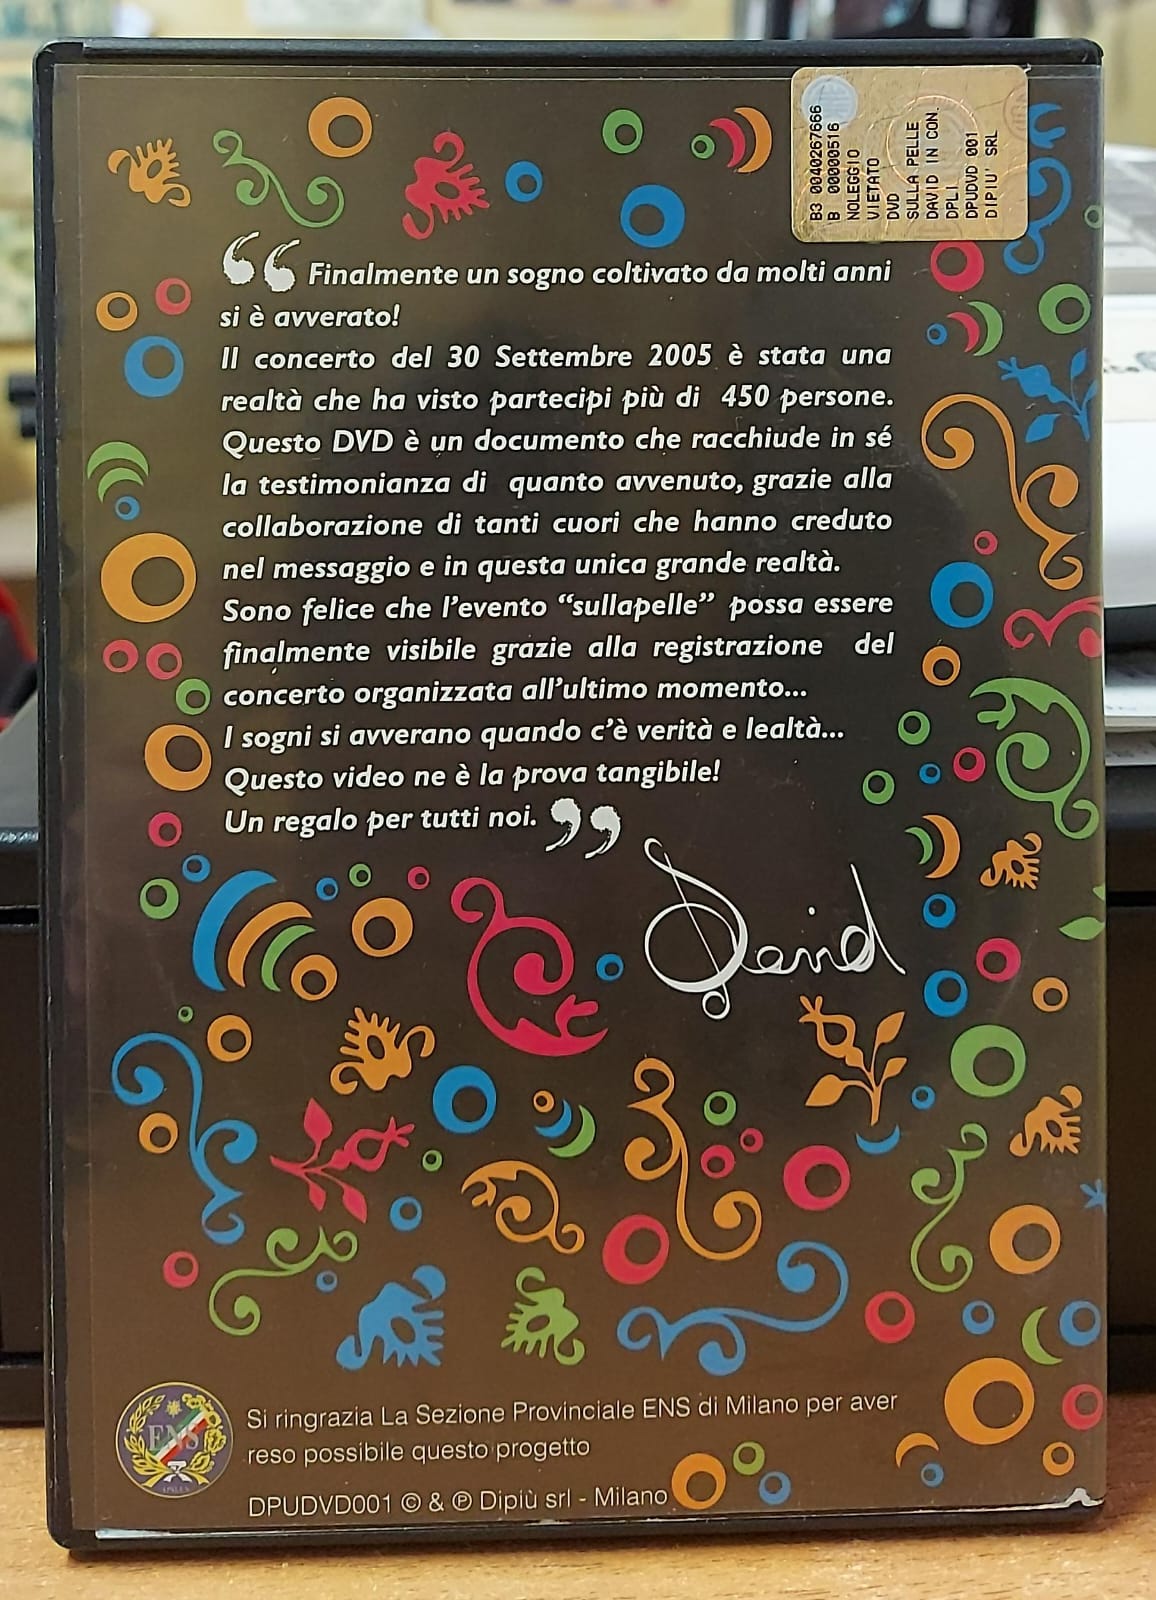 B3 0040267666
B 00000516
NOLEGGIO
VIETATO
DVD
SULLA PELLE
DAVID IN CON.
DPLI
DPUDVD 001
DIPIU' SRL
“ Finalmente un sogno coltivato da molti anni
si è avverato!
Il concerto del 30 Settembre 2005 è stata una
realtà che ha visto partecipi più di 450 persone.
Questo DVD è un documento che racchiude in sé
la testimonianza di quanto avvenuto, grazie alla
collaborazione di tanti cuori che hanno creduto
nel messaggio e in questa unica grande realtà.
Sono felice che l'evento “sullapelle” possa essere
finalmente visibile grazie alla registrazione del
concerto organizzata all'ultimo momento...
I sogni si avverano quando c'è verità e lealtà...
Questo video ne è la prova tangibile!
Un regalo per tutti noi. ”
David
ENS
Si ringrazia La Sezione Provinciale ENS di Milano per aver
reso possibile questo progetto
DPUDVD001 © & ℗ Dipiù srl - Milano